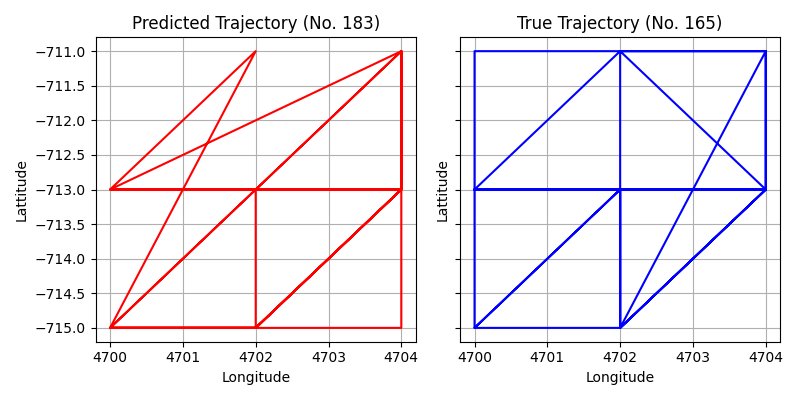 Predicted Trajectory (No. 183)
True Trajectory (No. 165)
Lattitude
−711.0
−711.5
−712.0
−712.5
−713.0
−713.5
−714.0
−714.5
−715.0
4700 4701 4702 4703 4704
Longitude
Lattitude
4700 4701 4702 4703 4704
Longitude